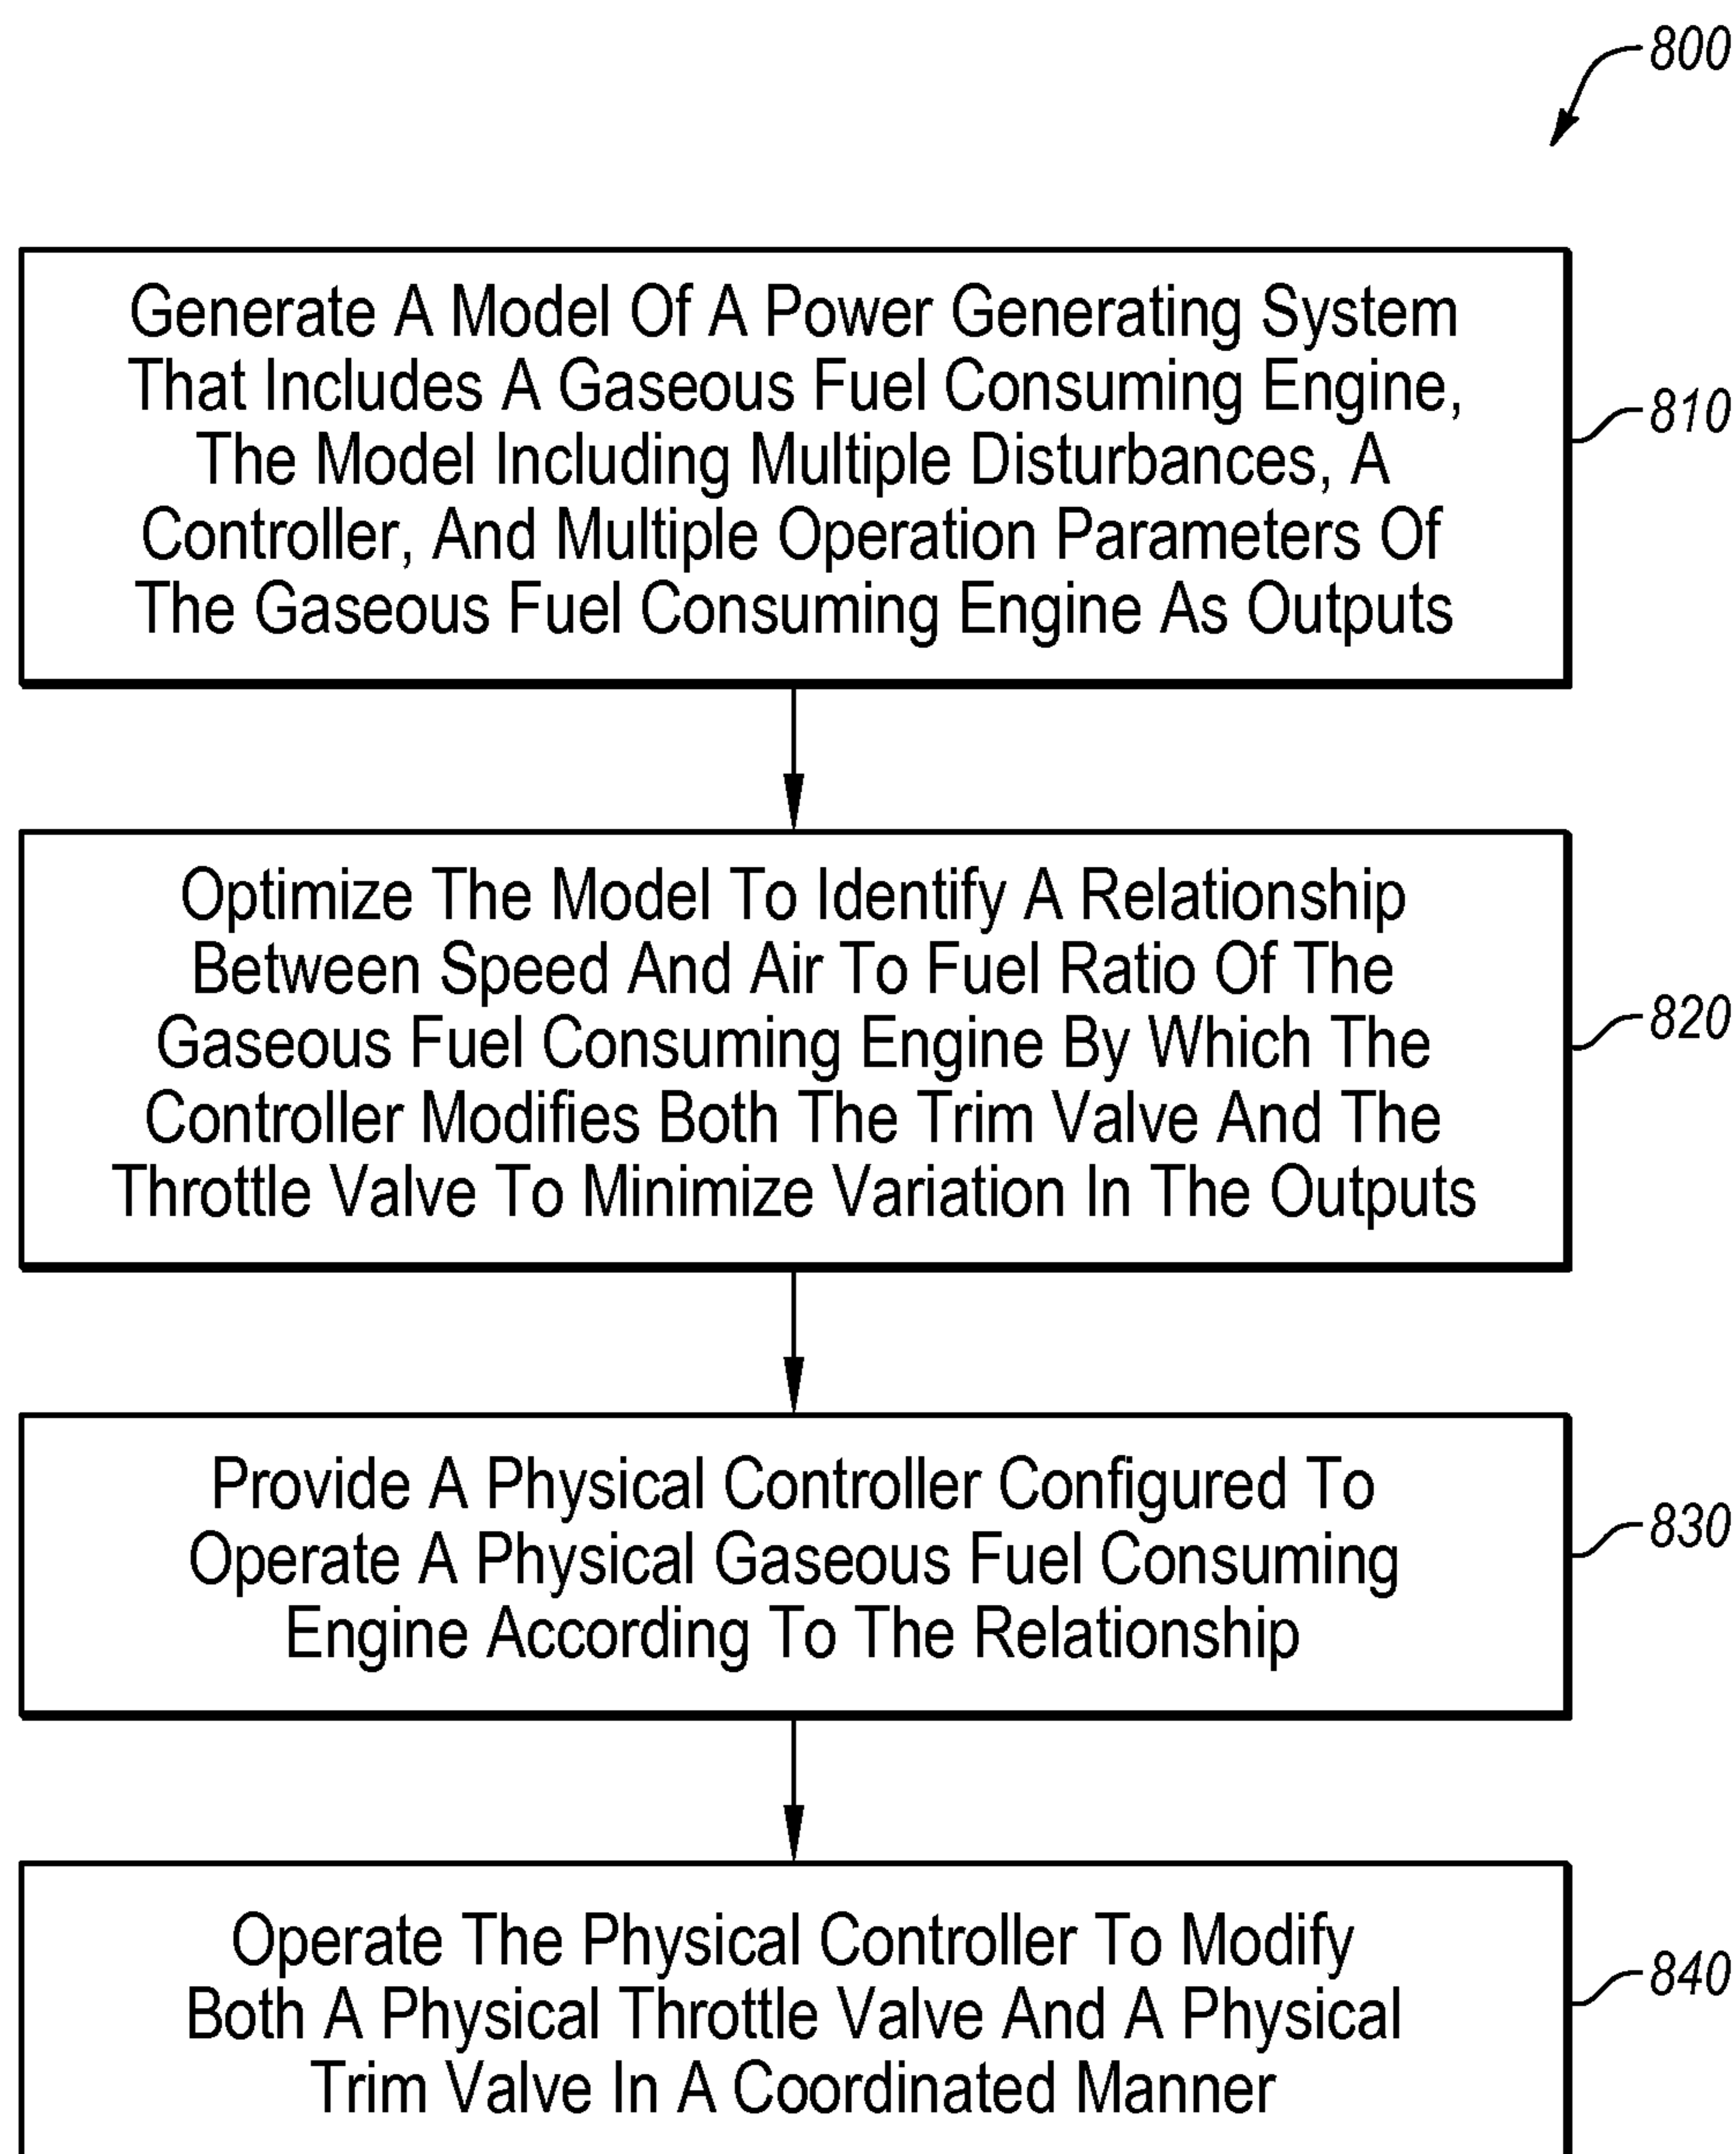 800
Generate A Model Of A Power Generating System
That Includes A Gaseous Fuel Consuming Engine,
The Model Including Multiple Disturbances, A
Controller, And Multiple Operation Parameters Of
The Gaseous Fuel Consuming Engine As Outputs
810
Optimize The Model To Identify A Relationship
Between Speed And Air To Fuel Ratio Of The
Gaseous Fuel Consuming Engine By Which The
Controller Modifies Both The Trim Valve And The
Throttle Valve To Minimize Variation In The Outputs
820
Provide A Physical Controller Configured To
Operate A Physical Gaseous Fuel Consuming
Engine According To The Relationship
830
Operate The Physical Controller To Modify
Both A Physical Throttle Valve And A Physical
Trim Valve In A Coordinated Manner
840